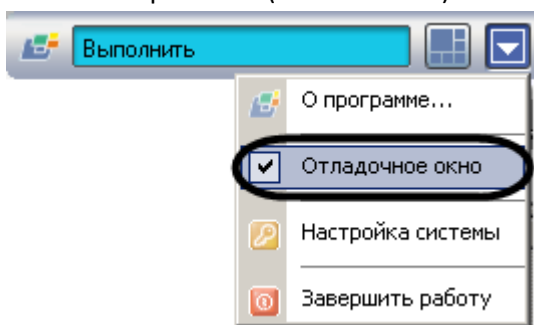 Выполнить
О программе...
Отладочное окно
Настройка системы
Завершить работу